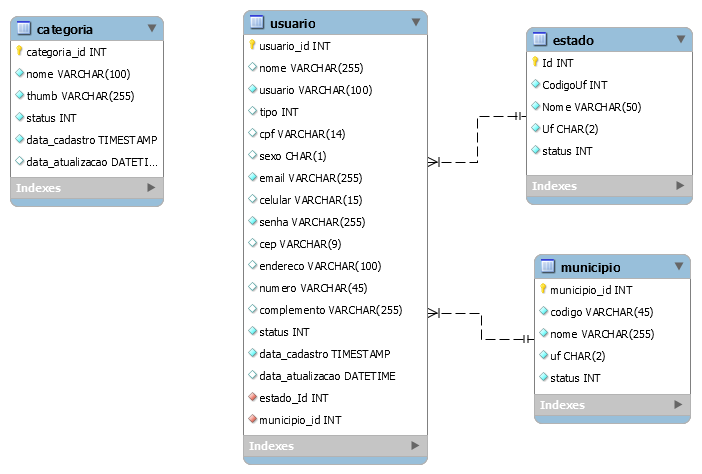 categoria
categoria_id INT
nome VARCHAR(100)
thumb VARCHAR(255)
status INT
data_cadastro TIMESTAMP
data_atualizacao DATETI...
Indexes
usuario
usuario_id INT
nome VARCHAR(255)
usuario VARCHAR(100)
tipo INT
cpf VARCHAR(14)
sexo CHAR(1)
email VARCHAR(255)
celular VARCHAR(15)
senha VARCHAR(255)
cep VARCHAR(9)
endereco VARCHAR(100)
numero VARCHAR(45)
complemento VARCHAR(255)
status INT
data_cadastro TIMESTAMP
data_atualizacao DATETIME
estado_Id INT
municipio_id INT
Indexes
estado
Id INT
CodigoUf INT
Nome VARCHAR(50)
Uf CHAR(2)
status INT
Indexes
municipio
municipio_id INT
codigo VARCHAR(45)
nome VARCHAR(255)
uf CHAR(2)
status INT
Indexes